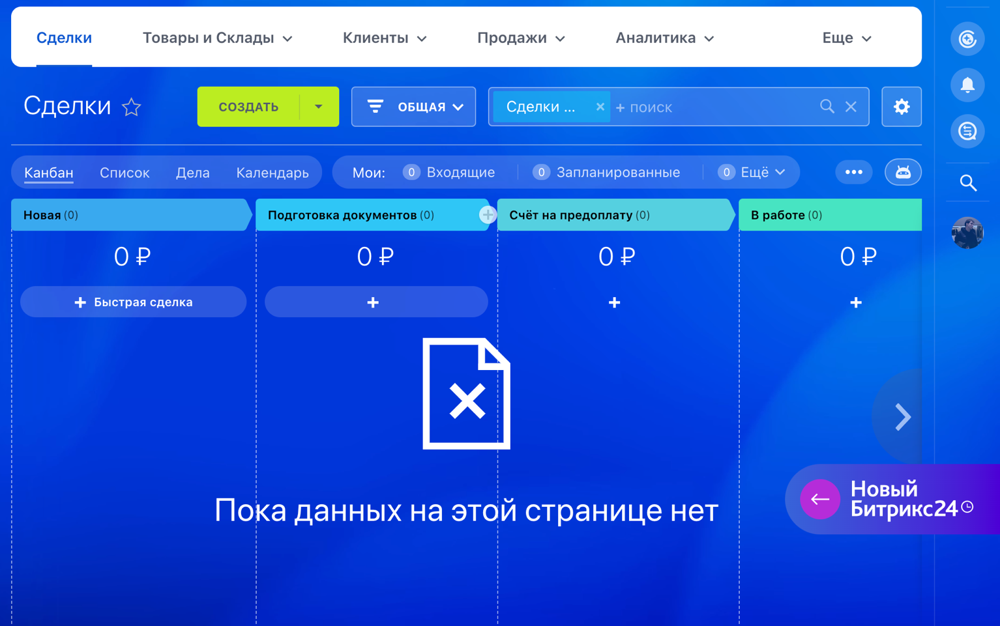 Сделки
Товары и Склады
Клиенты
Продажи
Аналитика
Еще
Сделки
СОЗДАТЬ
ОБЩАЯ
Сделки ...
+ поиск
Канбан
Список
Дела
Календарь
Мои:
0 Входящие
0 Запланированные
0 Ещё
Новая (0)
Подготовка документов (0)
Счёт на предоплату (0)
В работе (0)
0 ₽
0 ₽
0 ₽
0 ₽
+ Быстрая сделка
+
+
+
Пока данных на этой странице нет
Новый
Битрикс24